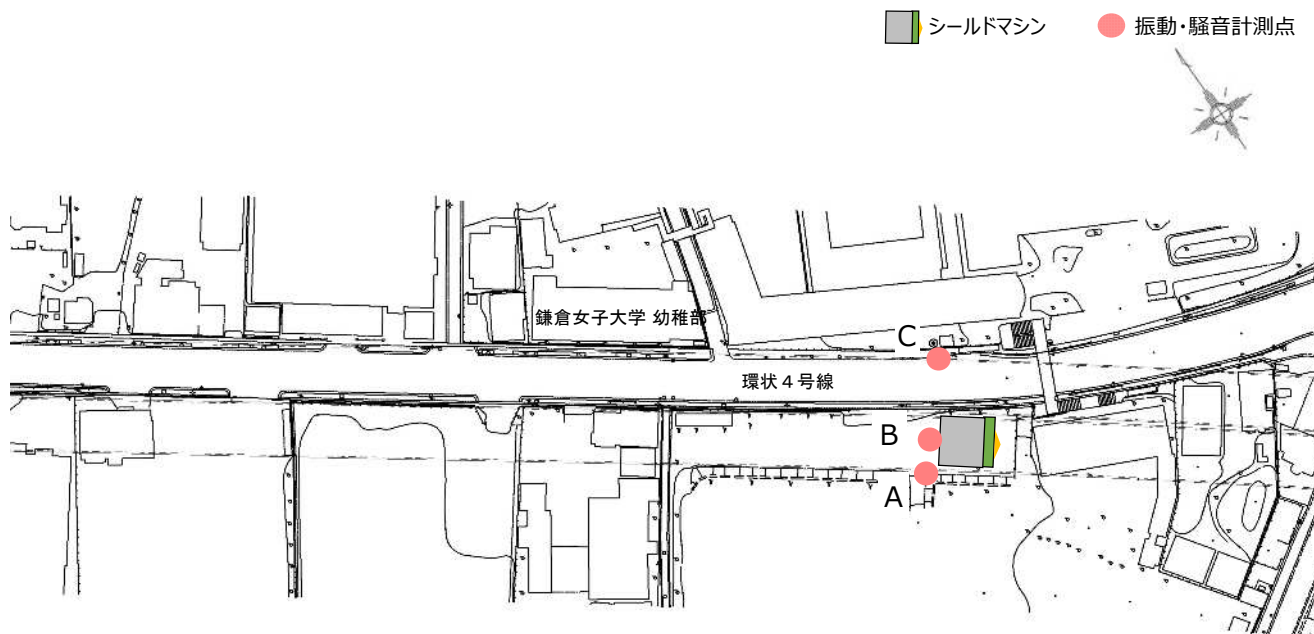 シールドマシン
振動・騒音計測点
鎌倉女子大学 幼稚部
C
環状４号線
B
A